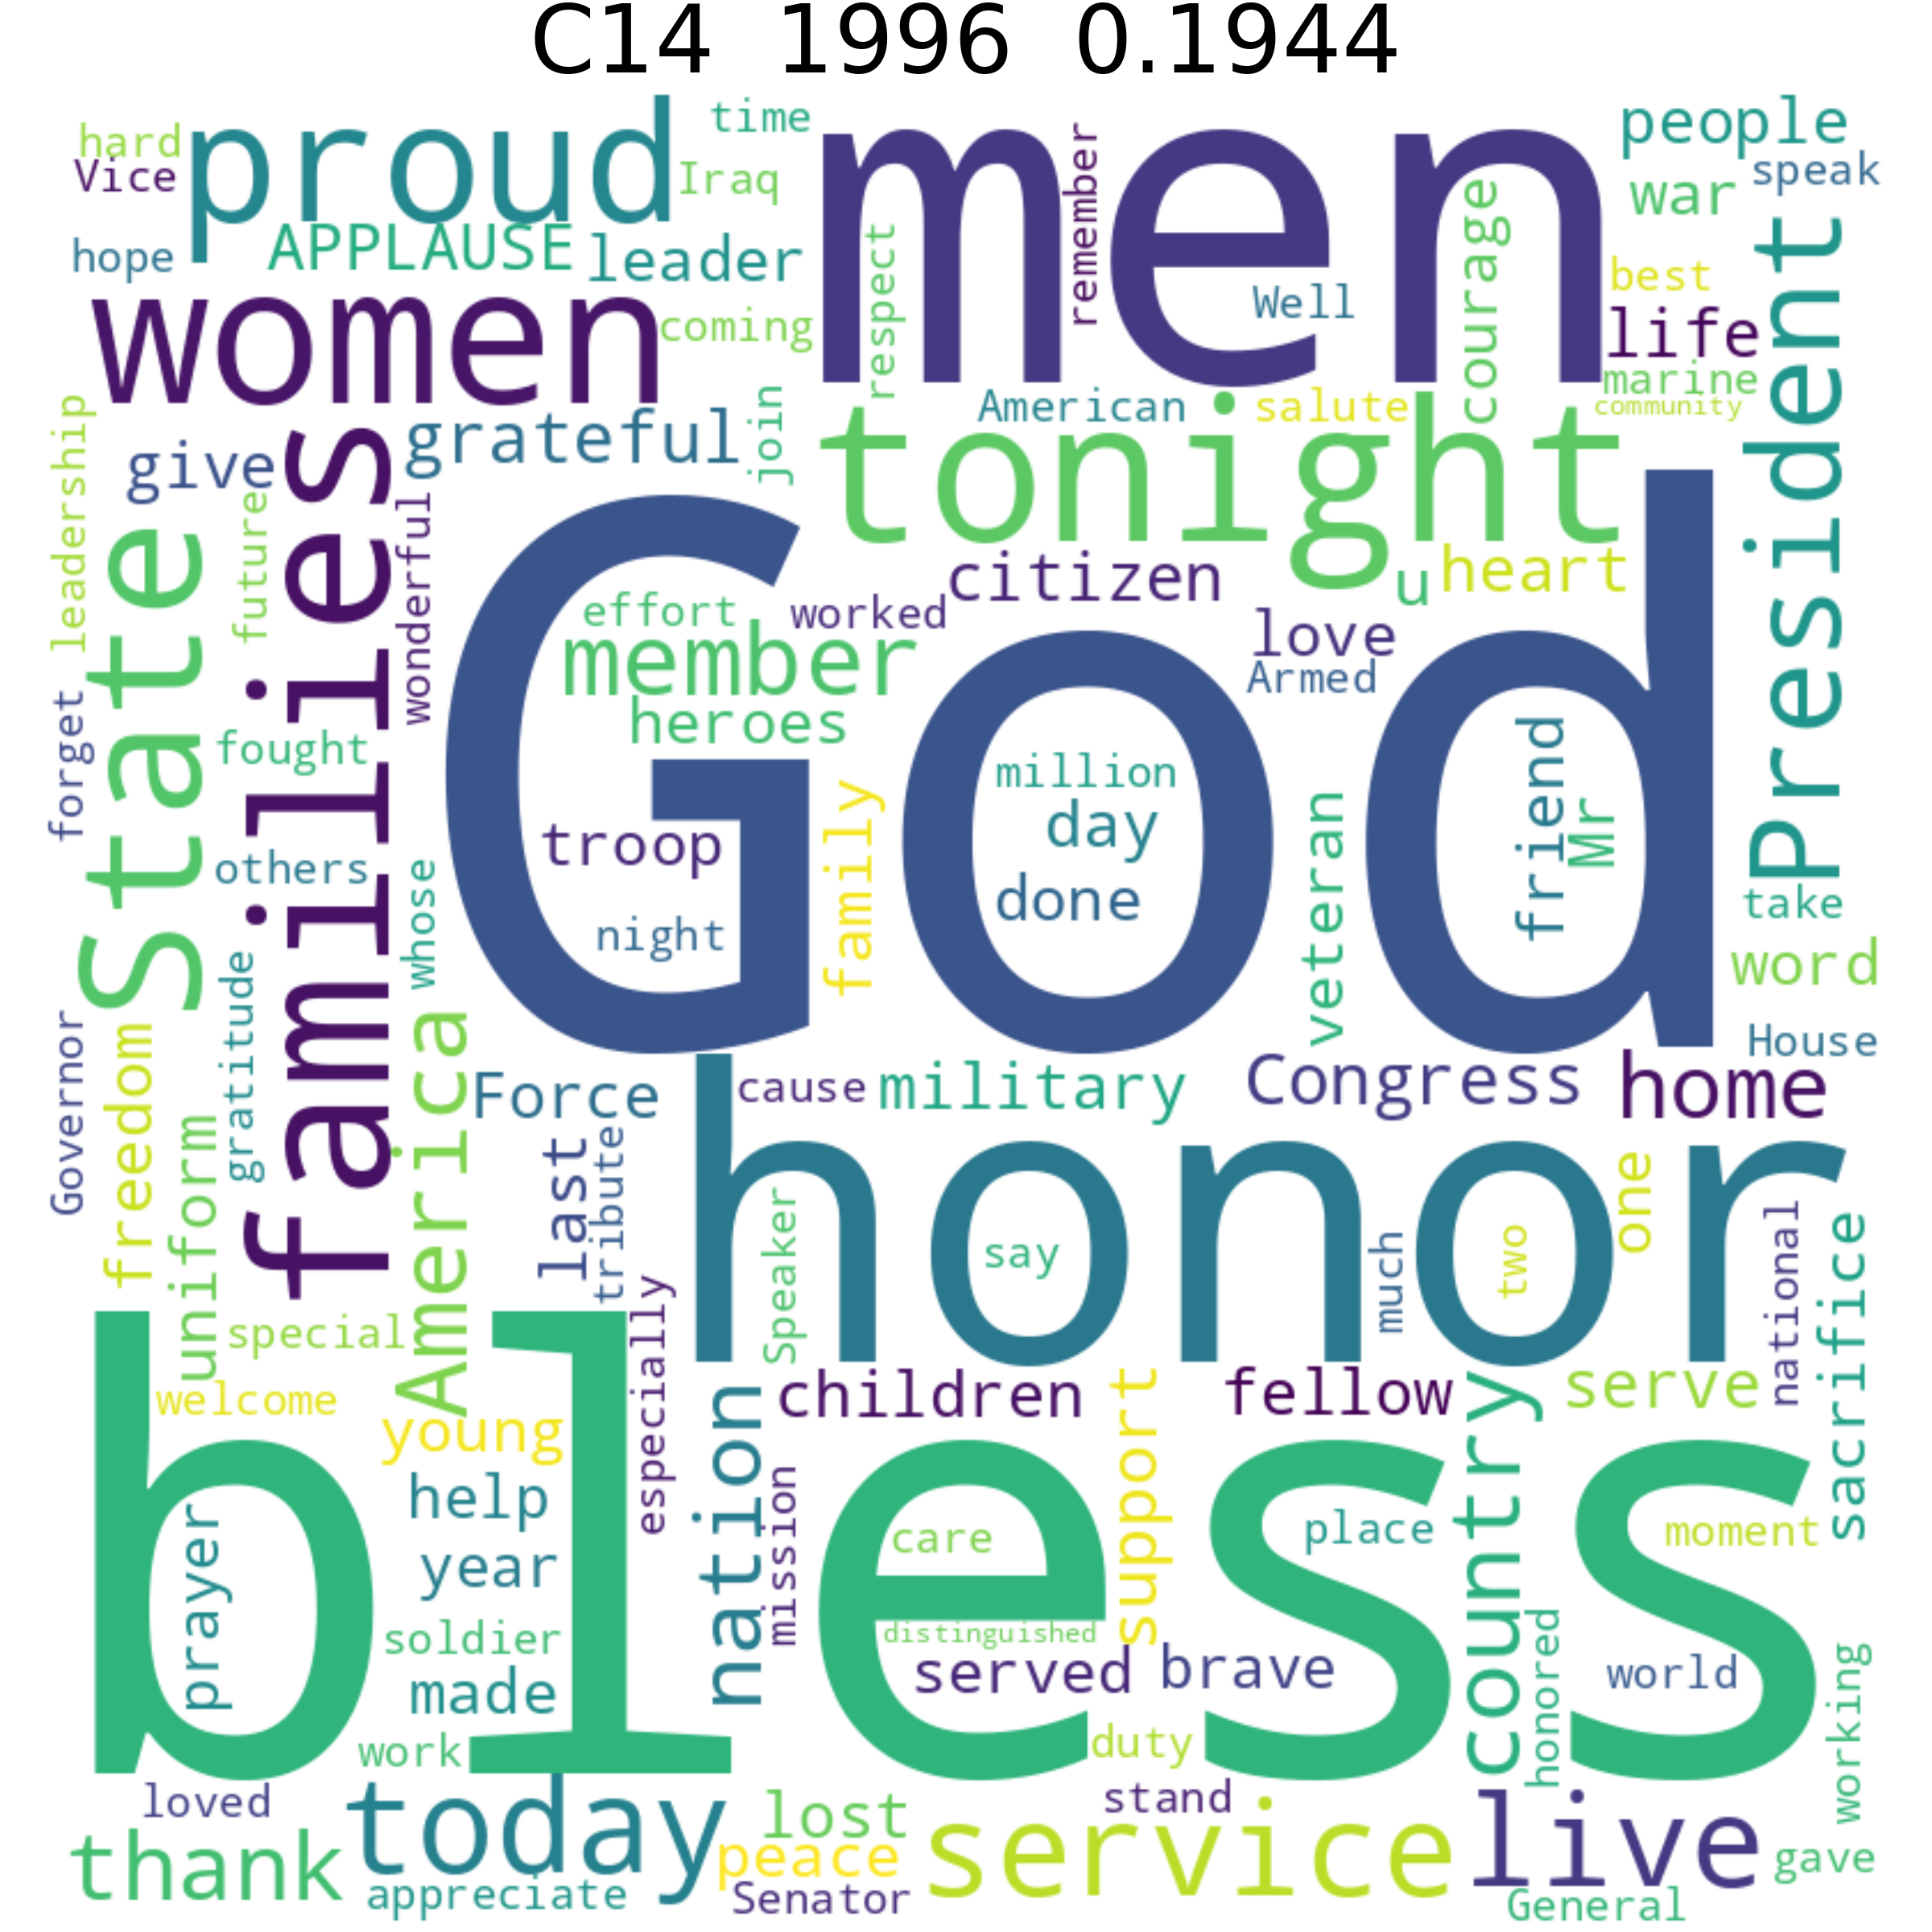 C14 1996 0.1944
hard
proud
time
men
people
Vice
Iraq
remember
speak
war
hope
APPLAUSE
leader
respect
Well
courage
best
President
women
coming
life
marine
American
salute
community
leadership
give
families
grateful
join
tonight
State
future
wonderful
God
citizen
u
heart
effort
worked
member
love
Armed
heroes
forget
fought
million
friend
Mr
troop
family
day
veteran
others
whose
done
take
night
word
gratitude
Governor
freedom
America
House
Force
cause
military
Congress
home
uniform
last
tribute
honor
one
Speaker
say
much
two
national
sacrifice
special
especially
bless
welcome
young
nation
children
support
fellow
country
serve
help
prayer
mission
care
place
moment
year
soldier
distinguished
made
served
brave
honored
world
working
work
duty
loved
today
lost
stand
live
thank
peace
service
gave
appreciate
Senator
General